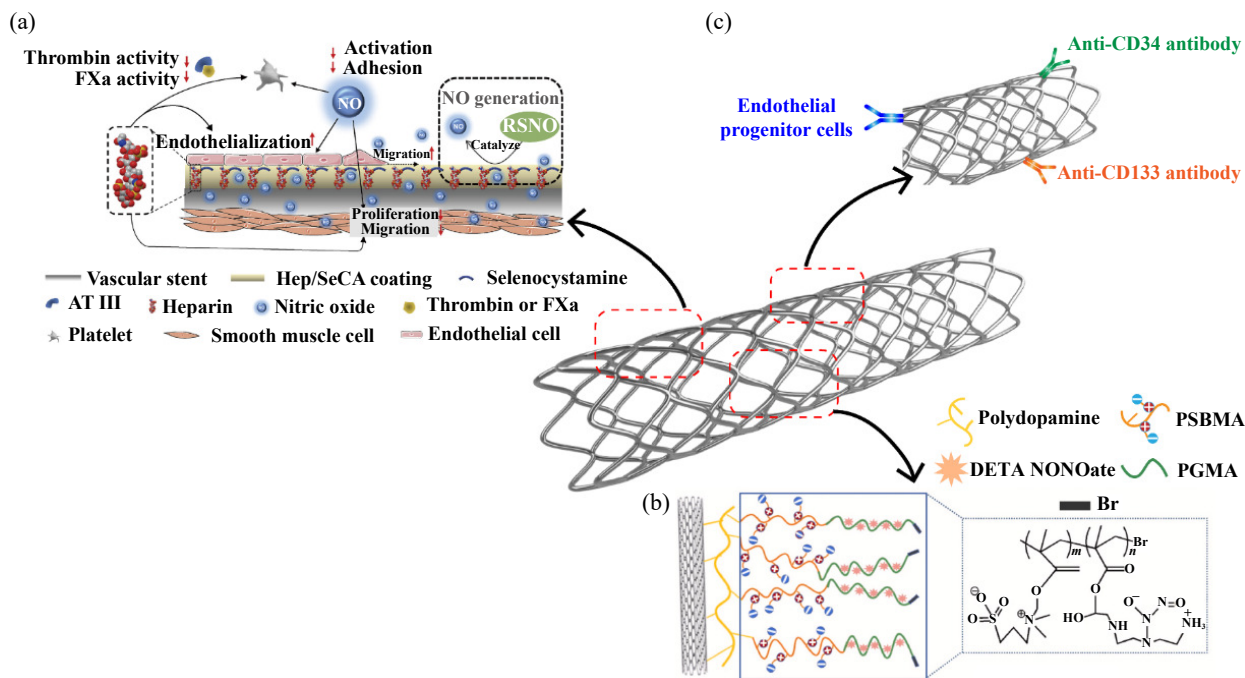 (a)
Thrombin activity
FXa activity
Activation
Adhesion
NO
NO generation
NO
RSNO
Catalyze
Endothelialization
Migration
Proliferation
Migration
Vascular stent
Hep/SeCA coating
Selenocystamine
AT III
Heparin
Nitric oxide
Thrombin or FXa
Platelet
Smooth muscle cell
Endothelial cell
(c)
Anti-CD34 antibody
Endothelial
progenitor cells
Anti-CD133 antibody
Polydopamine
PSBMA
DETA NONOate
PGMA
Br
(b)
m
n
Br
O
O
O
HO
NH
N
O
S
O
O
N
O⁻
N
N=O
N
NH₃